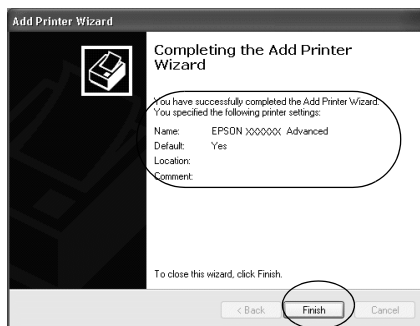 Add Printer Wizard
Completing the Add Printer
Wizard
You have successfully completed the Add Printer Wizard.
You specified the following printer settings:
Name: EPSON XXXXXX Advanced
Default: Yes
Location:
Comment:
To close this wizard, click Finish.
< Back Finish Cancel